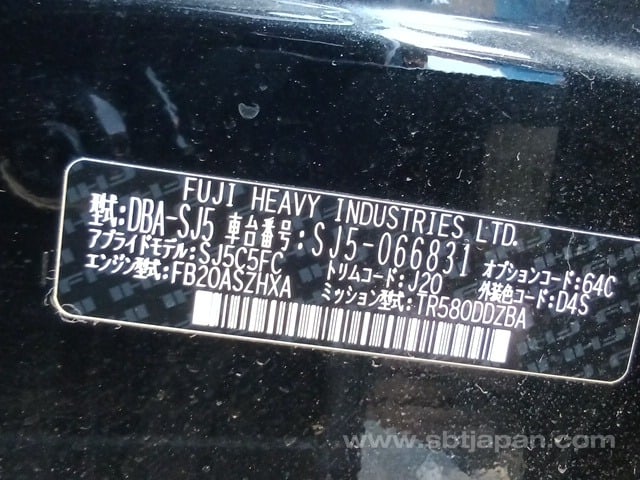 FUJI HEAVY INDUSTRIES LTD.
型式:DBA-SJ5 車台番号:SJ5-066831
アプライドモデル:SJ5C5FC トリムコード:J20 オプションコード:64C
エンジン型式:FB20ASZHXA ミッション型式:TR580DDZBA 外装色コード:D4S
www.sbtjapan.com